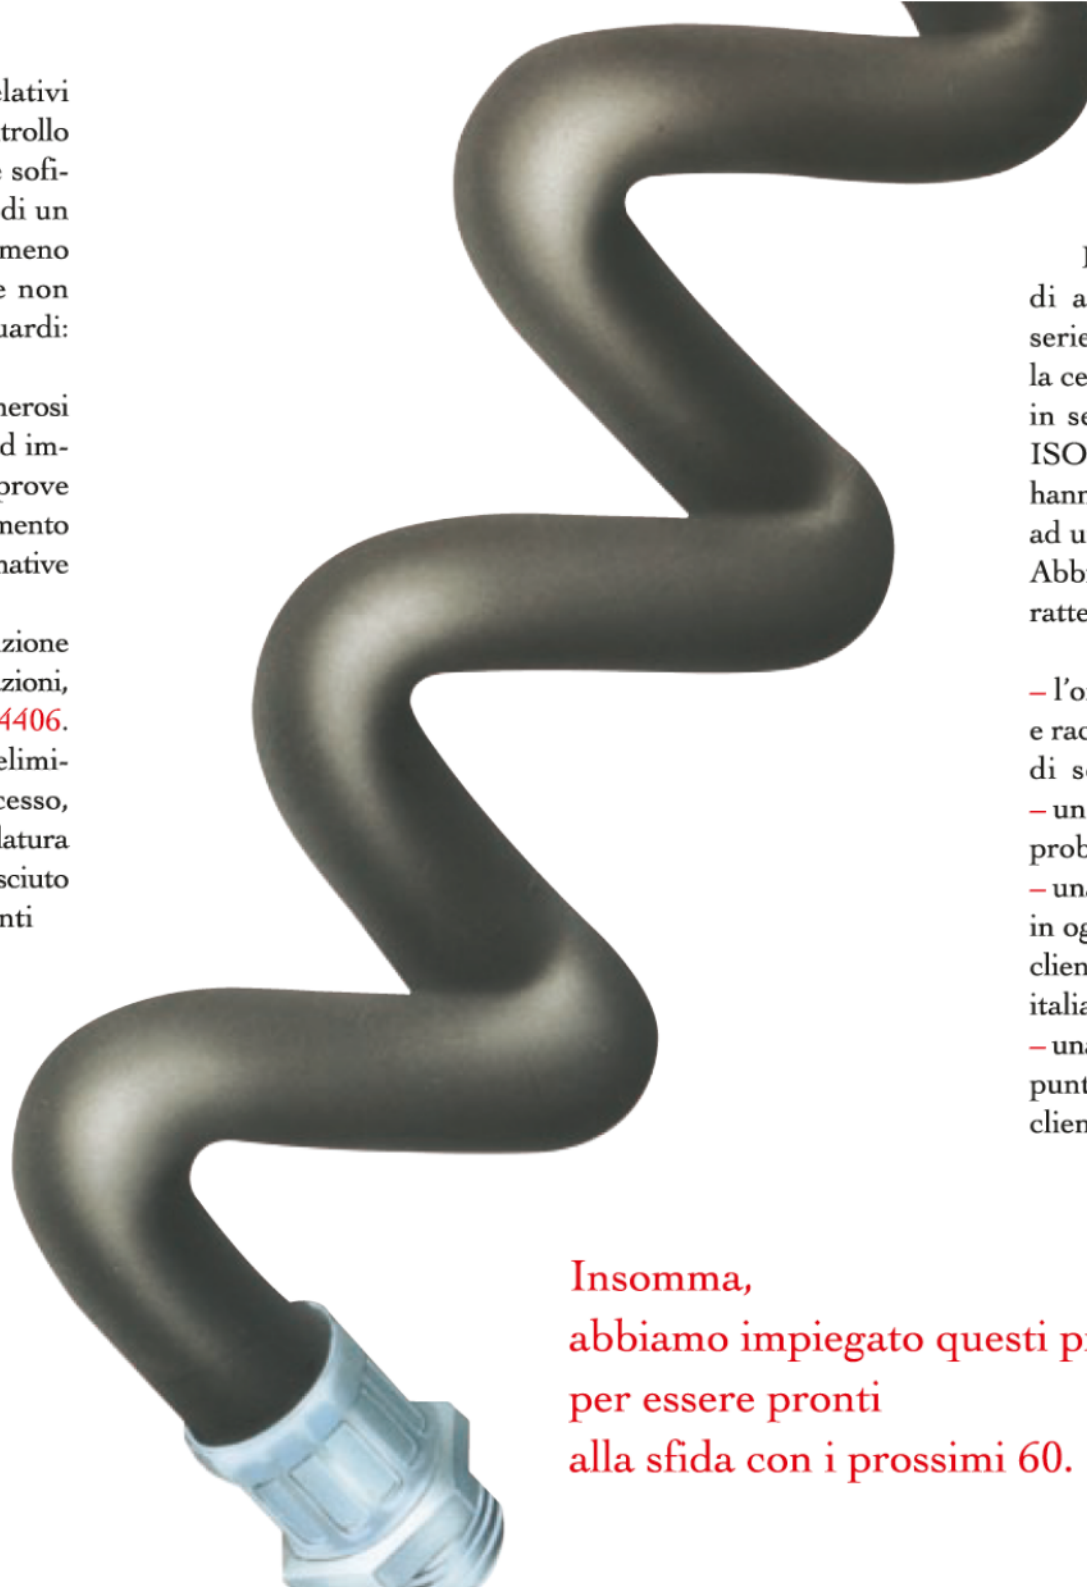 elativi
trollo
e sofi-
di un
meno
e non
uardi:
nerosi
d im-
prove
mento
native
zione
zioni,
4406.
elimi-
cesso,
latura
sciuto
nti
di a
serie
la ce
in se
ISO
hann
ad u
Abb
ratte
– l’o
e rac
di s
– un
prob
– una
in og
clien
italia
– una
punt
clien
Insomma,
abbiamo impiegato questi pr
per essere pronti
alla sfida con i prossimi 60.